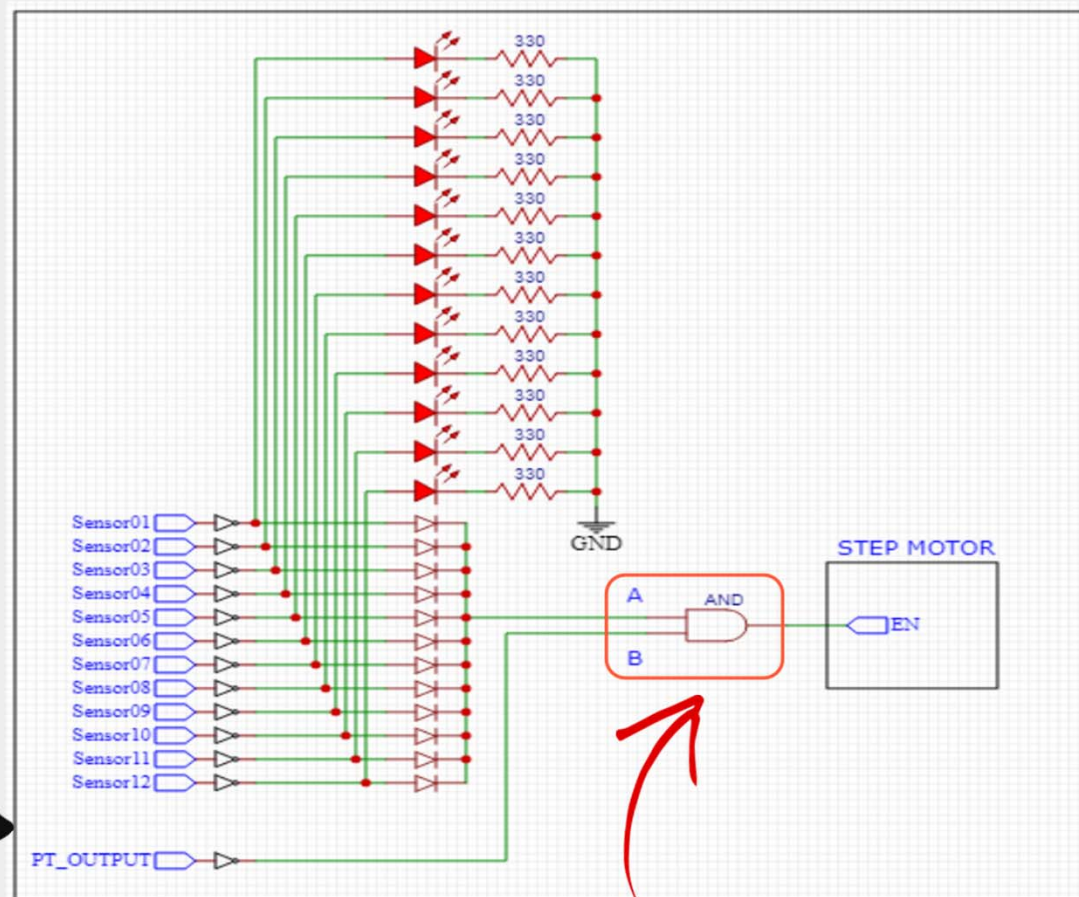 330
330
330
330
330
330
330
330
330
330
330
330
GND
Sensor01
Sensor02
Sensor03
Sensor04
Sensor05
Sensor06
Sensor07
Sensor08
Sensor09
Sensor10
Sensor11
Sensor12
PT_OUTPUT
A
AND
B
STEP MOTOR
EN